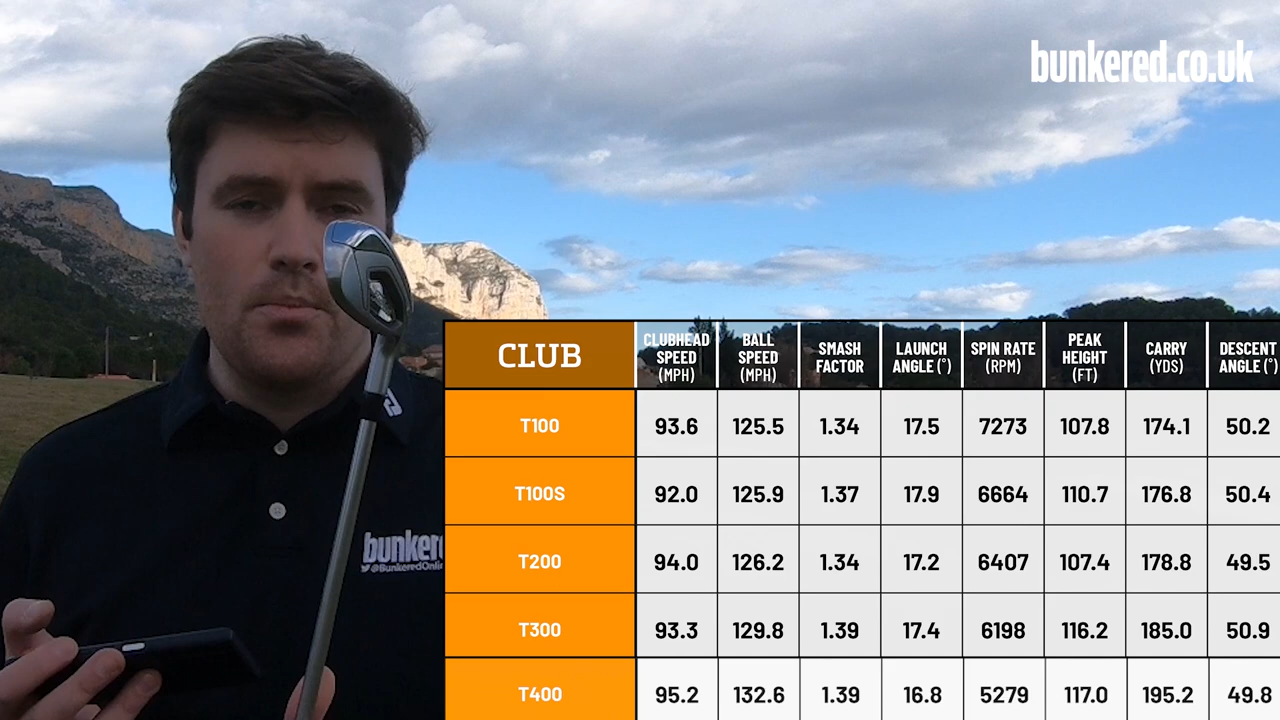 bunkered.co.uk
CLUB CLUBHEAD SPEED (MPH) BALL SPEED (MPH) SMASH FACTOR LAUNCH ANGLE (°) SPIN RATE (RPM) PEAK HEIGHT (FT) CARRY (YDS) DESCENT ANGLE (°)
T100 93.6 125.5 1.34 17.5 7273 107.8 174.1 50.2
T100S 92.0 125.9 1.37 17.9 6664 110.7 176.8 50.4
T200 94.0 126.2 1.34 17.2 6407 107.4 178.8 49.5
T300 93.3 129.8 1.39 17.4 6198 116.2 185.0 50.9
T400 95.2 132.6 1.39 16.8 5279 117.0 195.2 49.8
bunker
@BunkeredOnli